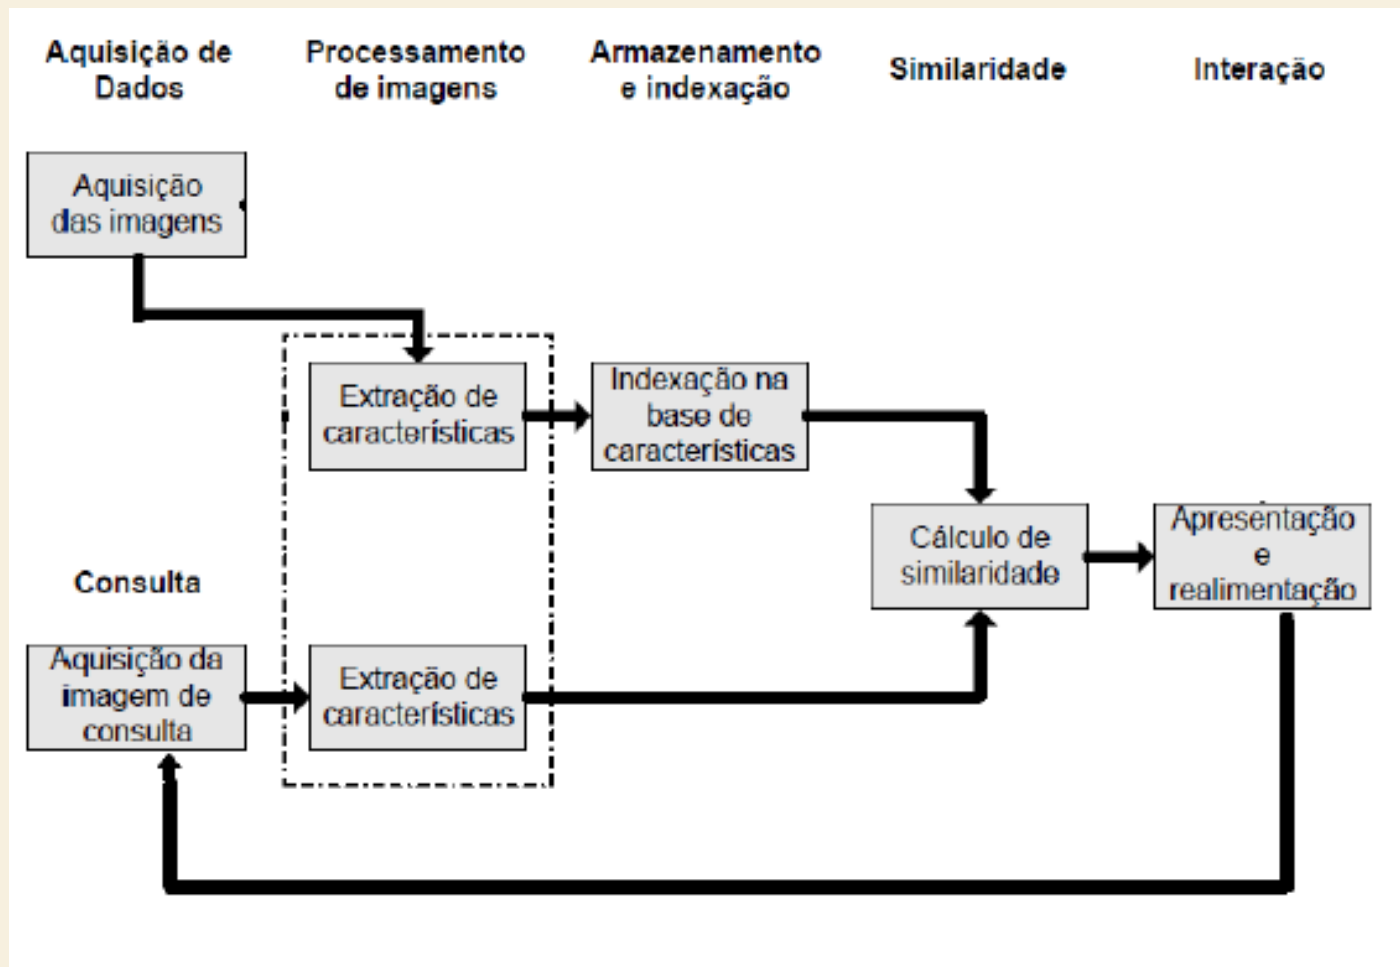 Aquisição de
Dados
Processamento
de imagens
Armazenamento
e indexação
Similaridade
Interação
Aquisição
das imagens
Extração de
características
Indexação na
base de
características
Cálculo de
similaridade
Apresentação
e
realimentação
Consulta
Aquisição da
imagem de
consulta
Extração de
características